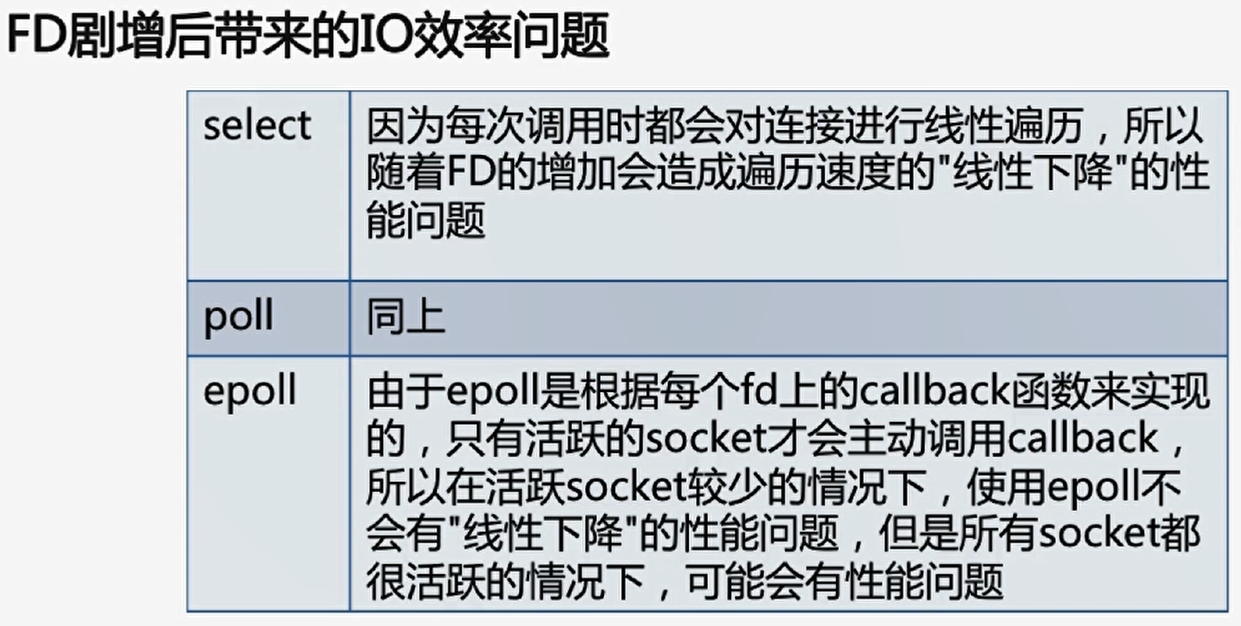 FD剧增后带来的IO效率问题
select
因为每次调用时都会对连接进行线性遍历，所以
随着FD的增加会造成遍历速度的"线性下降"的性
能问题
poll
同上
epoll
由于epoll是根据每个fd上的callback函数来实现
的，只有活跃的socket才会主动调用callback，
所以在活跃socket较少的情况下，使用epoll不
会有"线性下降"的性能问题，但是所有socket都
很活跃的情况下，可能会有性能问题